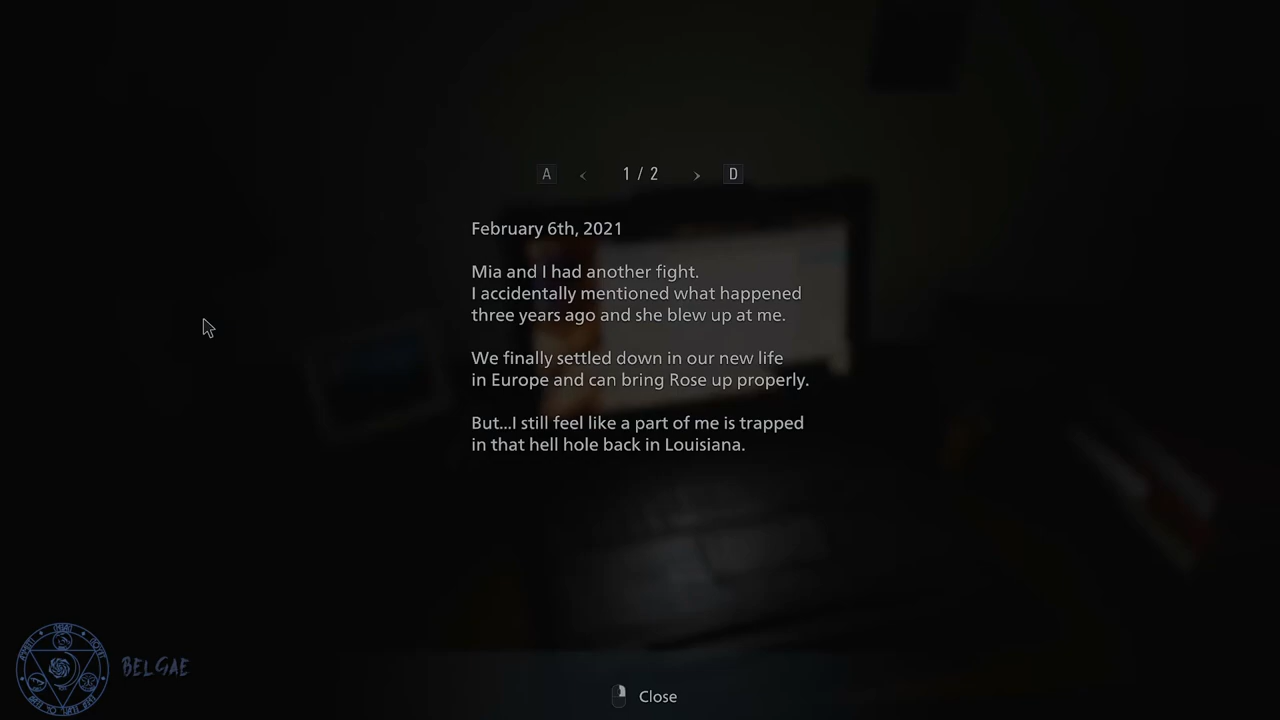 A < 1 / 2 > D
February 6th, 2021
Mia and I had another fight.
I accidentally mentioned what happened
three years ago and she blew up at me.
We finally settled down in our new life
in Europe and can bring Rose up properly.
But...I still feel like a part of me is trapped
in that hell hole back in Louisiana.
BELGAE
Close